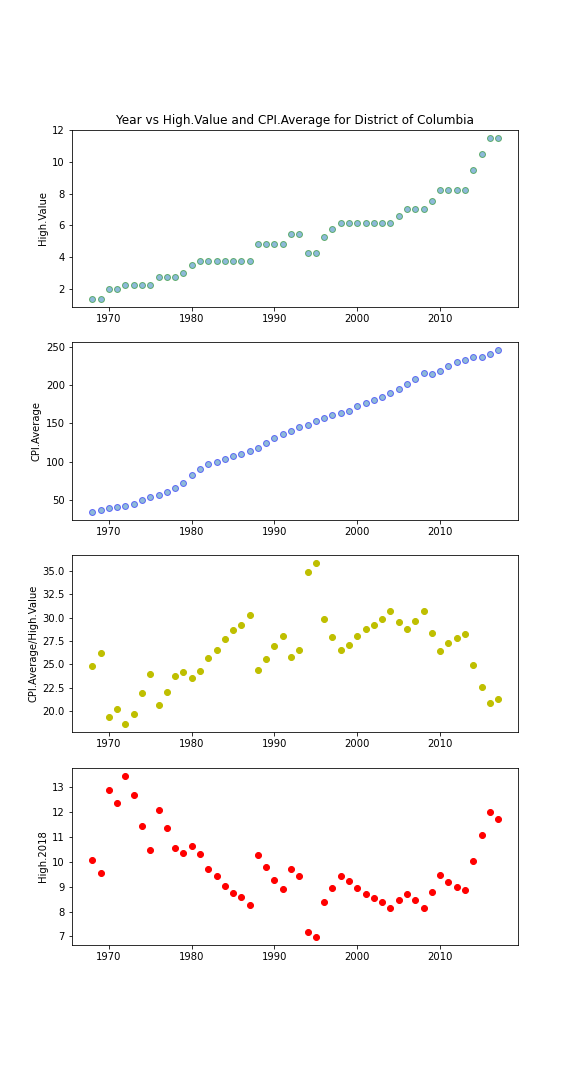 Year vs High.Value and CPI.Average for District of Columbia
12
10
8
6
4
2
High.Value
1970 1980 1990 2000 2010
250
200
150
100
50
CPI.Average
1970 1980 1990 2000 2010
35.0
32.5
30.0
27.5
25.0
22.5
20.0
CPI.Average/High.Value
1970 1980 1990 2000 2010
13
12
11
10
9
8
7
High.2018
1970 1980 1990 2000 2010